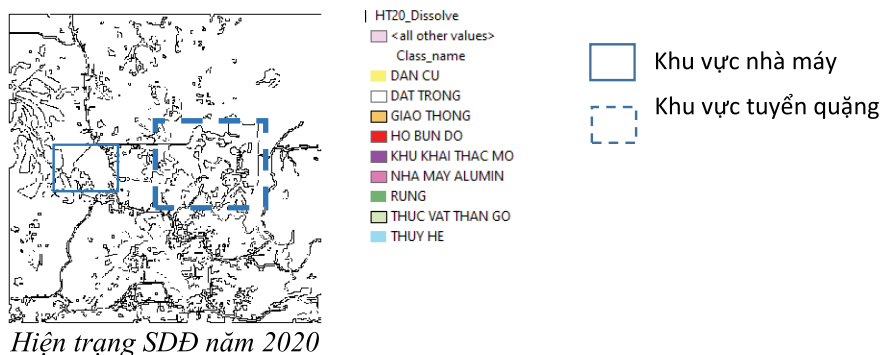 HT20_Dissolve
<all other values>
Class_name
DAN CU
DAT TRONG
GIAO THONG
HO BUN DO
KHU KHAI THAC MO
NHA MAY ALUMIN
RUNG
THUC VAT THAN GO
THUY HE
Khu vực nhà máy
Khu vực tuyển quặng
Hiện trạng SDĐ năm 2020